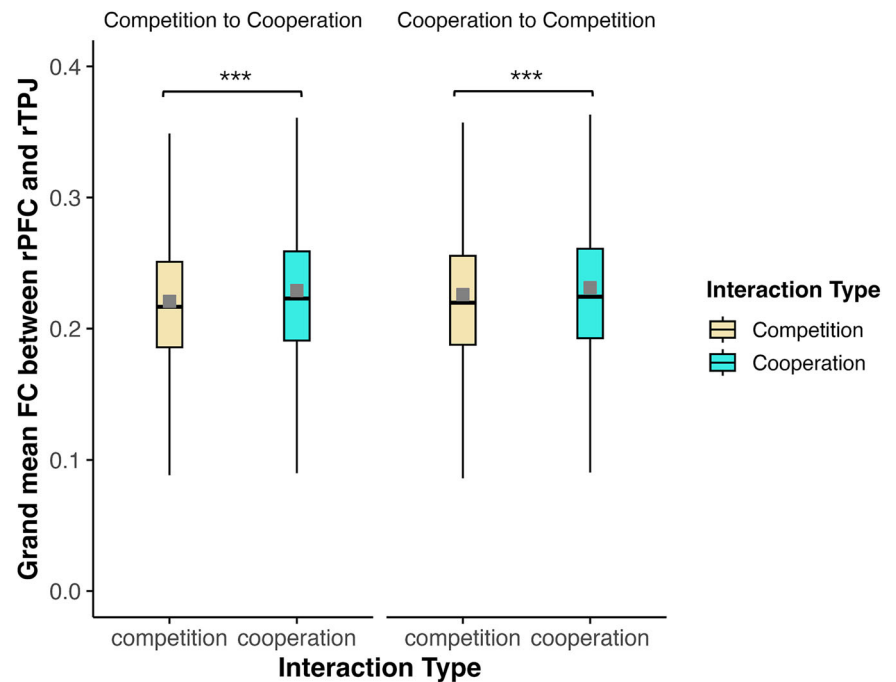 Competition to Cooperation
Cooperation to Competition
Grand mean FC between rPFC and rTPJ
0.4
0.3
0.2
0.1
0.0
***
***
competition
cooperation
competition
cooperation
Interaction Type
Interaction Type
Competition
Cooperation